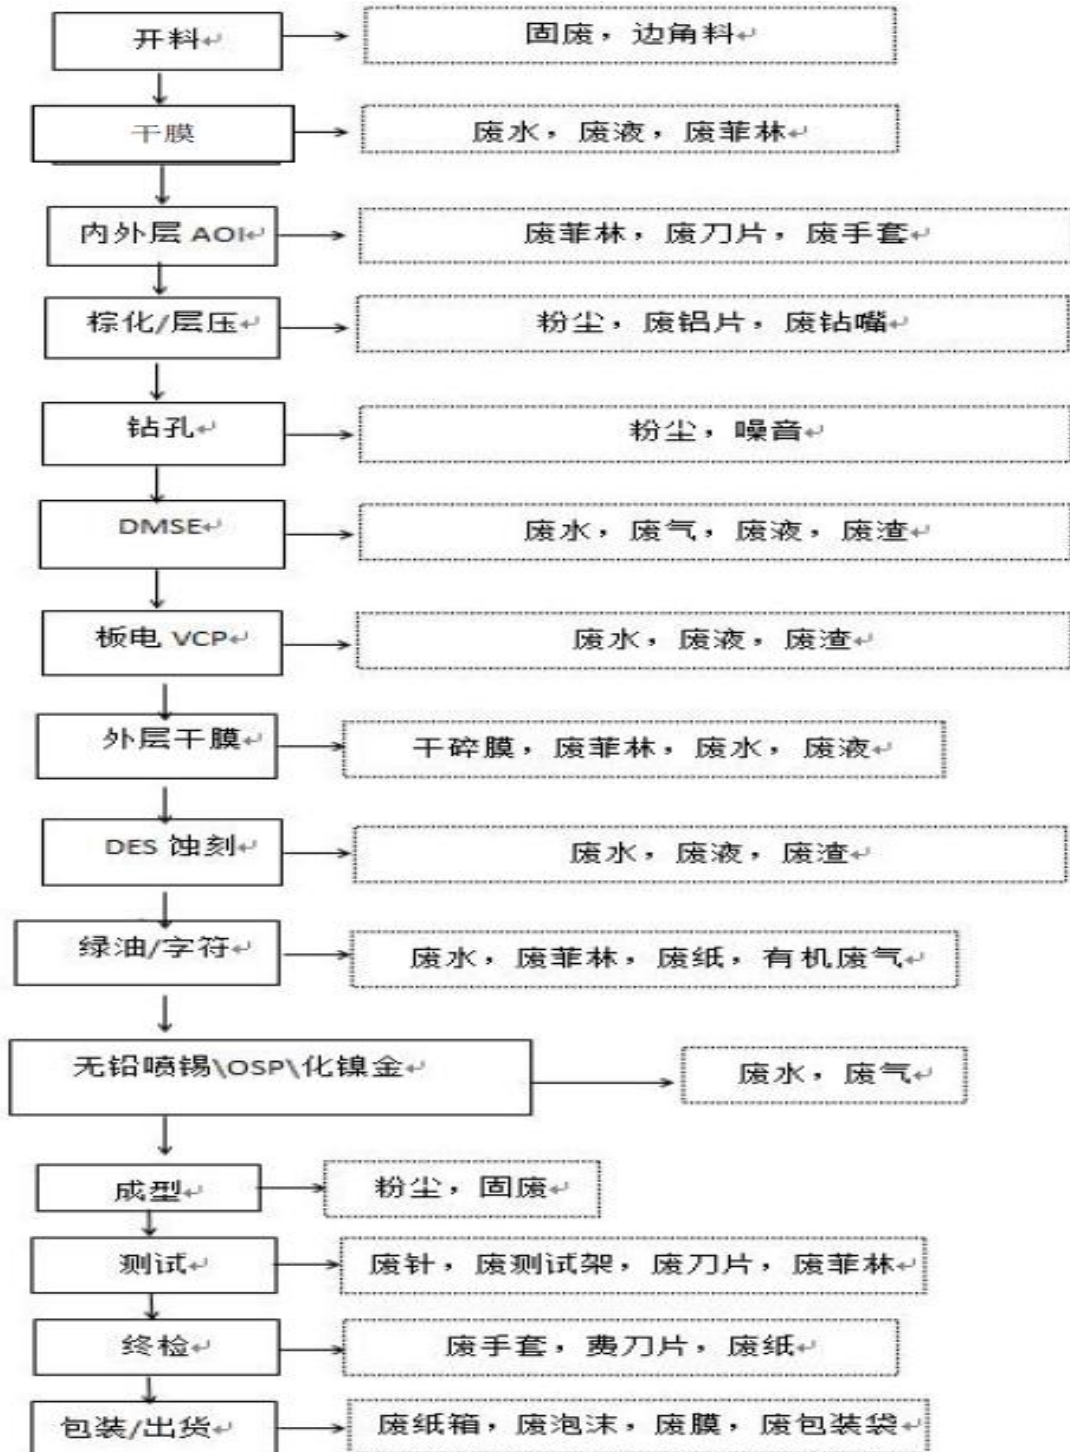 开料 固废，边角料
干膜 废水，废液，废菲林
内外层 AOI 废菲林，废刀片，废手套
棕化/层压 粉尘，废铝片，废钻嘴
钻孔 粉尘，噪音
DMSE 废水，废气，废液，废渣
板电 VCP 废水，废液，废渣
外层干膜 干碎膜，废菲林，废水，废液
DES 蚀刻 废水，废液，废渣
绿油/字符 废水，废菲林，废纸，有机废气
无铅喷锡\OSP\化镍金 废水，废气
成型 粉尘，固废
测试 废针，废测试架，废刀片，废菲林
终检 废手套，费刀片，废纸
包装/出货 废纸箱，废泡沫，废膜，废包装袋